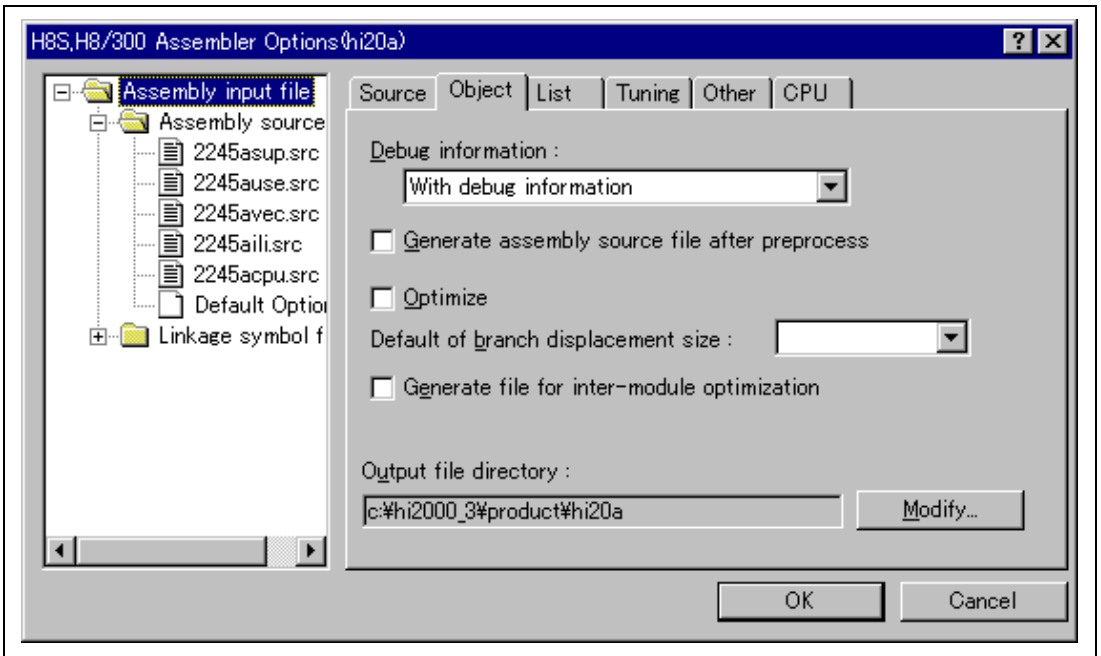 H8S,H8/300 Assembler Options(hi20a)
Assembly input file
Assembly source
2245asup.src
2245ause.src
2245avec.src
2245aili.src
2245acpu.src
Default Optio
Linkage symbol f
Source Object List Tuning Other CPU
Debug information :
With debug information
Generate assembly source file after preprocess
Optimize
Default of branch displacement size :
Generate file for inter-module optimization
Output file directory :
c:¥hi2000_3¥product¥hi20a
Modify...
OK Cancel